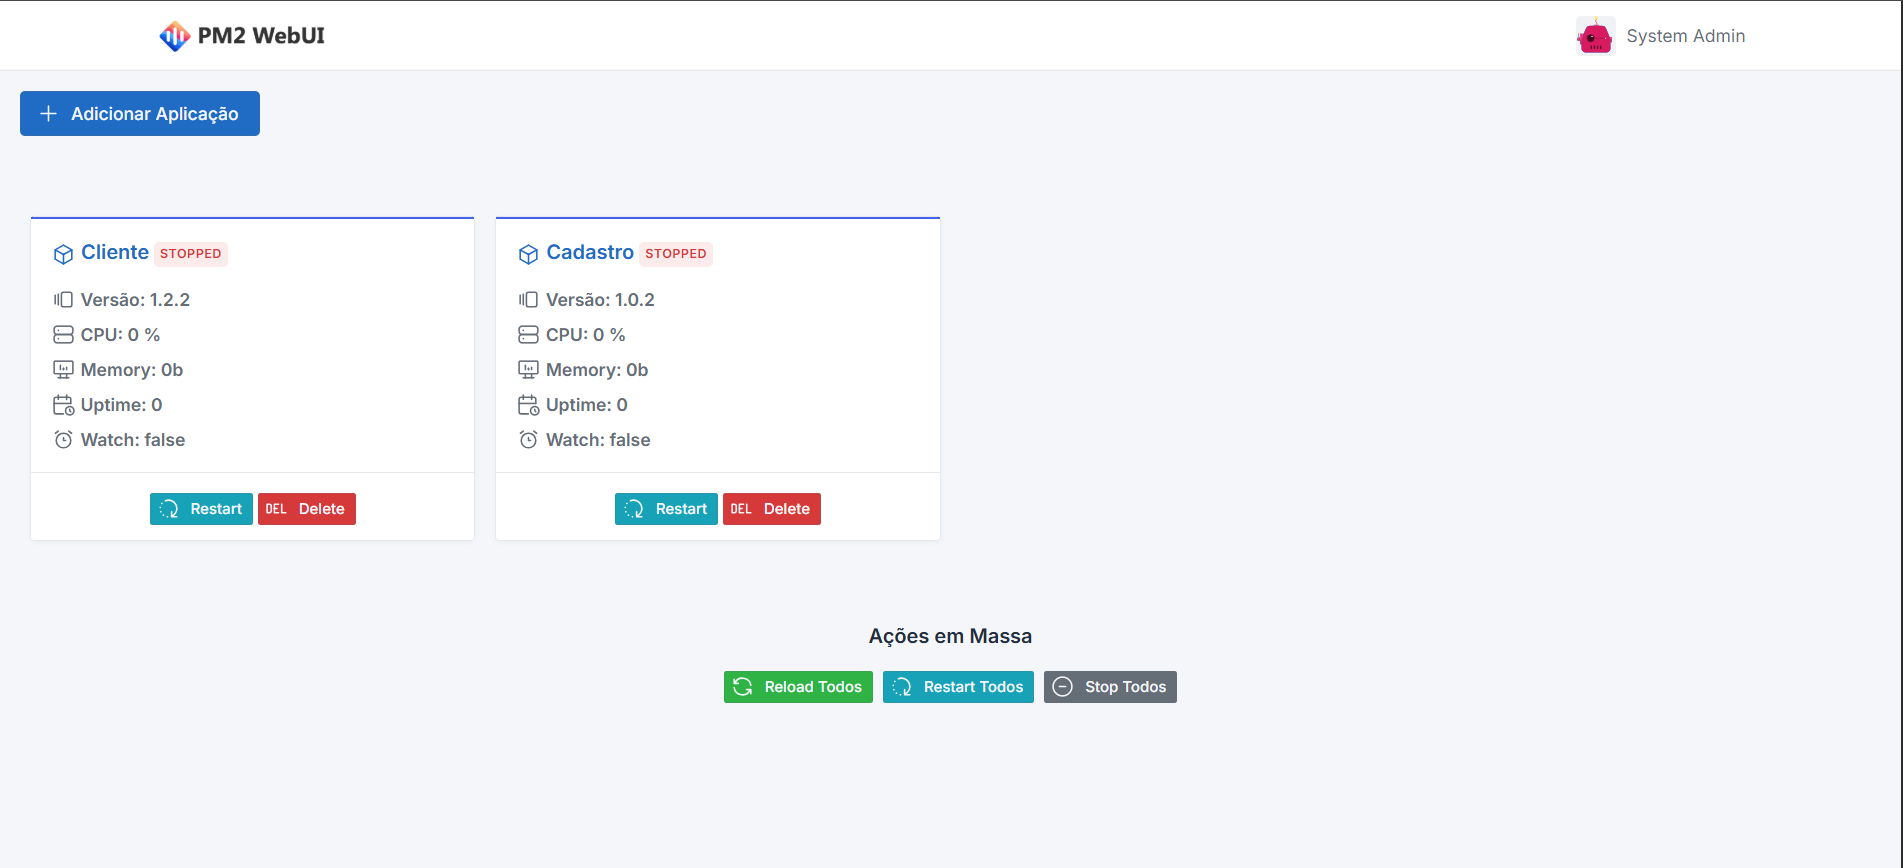 PM2 WebUI
System Admin
Adicionar Aplicação
Cliente STOPPED
Versão: 1.2.2
CPU: 0 %
Memory: 0b
Uptime: 0
Watch: false
Restart
DEL Delete
Cadastro STOPPED
Versão: 1.0.2
CPU: 0 %
Memory: 0b
Uptime: 0
Watch: false
Restart
DEL Delete
Ações em Massa
Reload Todos
Restart Todos
Stop Todos